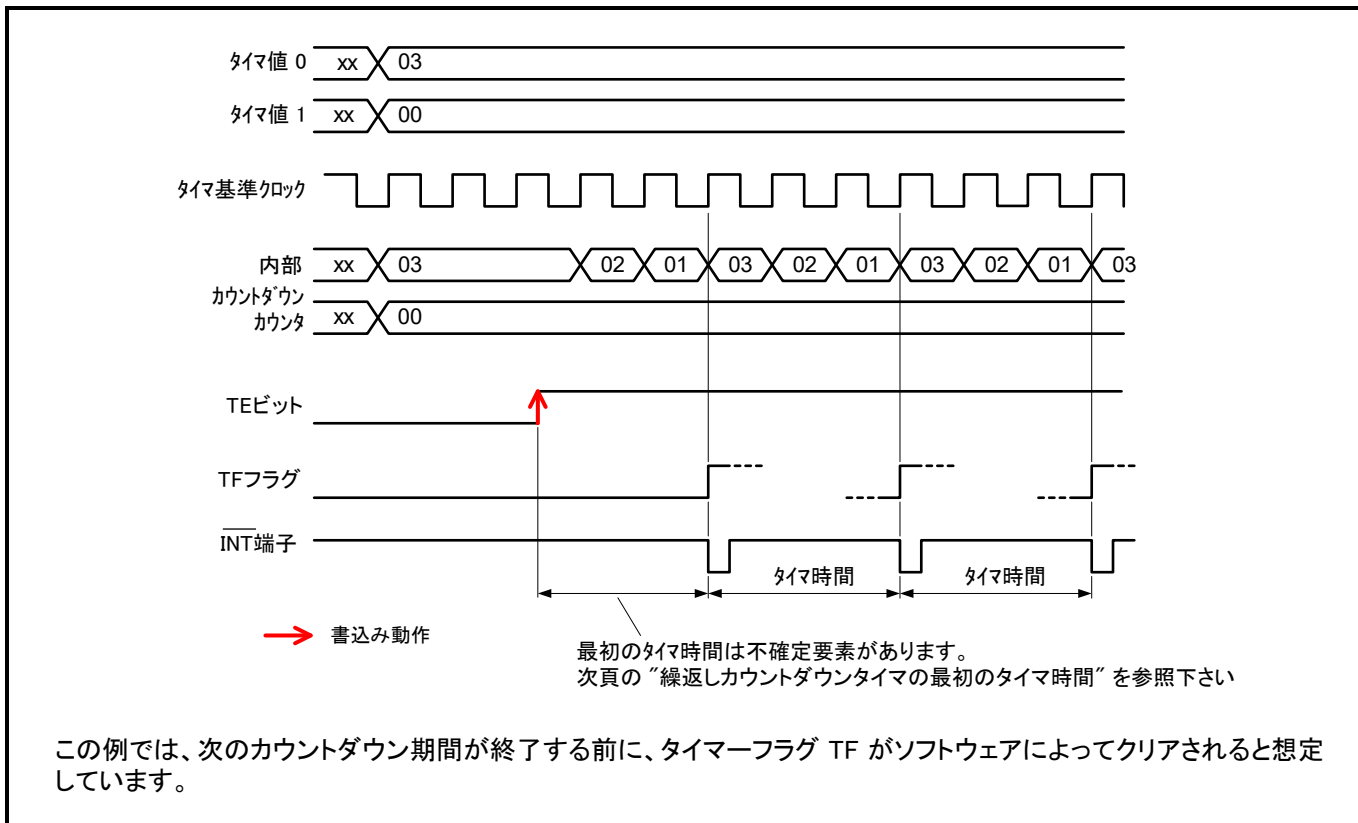 タイマ値 0 xx 03
タイマ値 1 xx 00
タイマ基準クロック
内部 xx 03 02 01 03 02 01 03 02 01 03
カウントダウン
カウンタ xx 00
TEビット
TFフラグ
INT端子
タイマ時間 タイマ時間
書込み動作
最初のタイマ時間は不確定要素があります。
次頁の ”繰返しカウントダウンタイマの最初のタイマ時間” を参照下さい
この例では、次のカウントダウン期間が終了する前に、タイマーフラグ TF がソフトウェアによってクリアされると想定
しています。